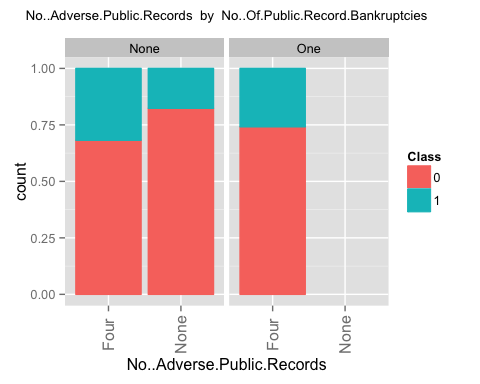 No..Adverse.Public.Records by No..Of.Public.Record.Bankruptcies
None
One
1.00
0.75
0.50
0.25
0.00
count
Four
None
Four
None
No..Adverse.Public.Records
Class
0
1